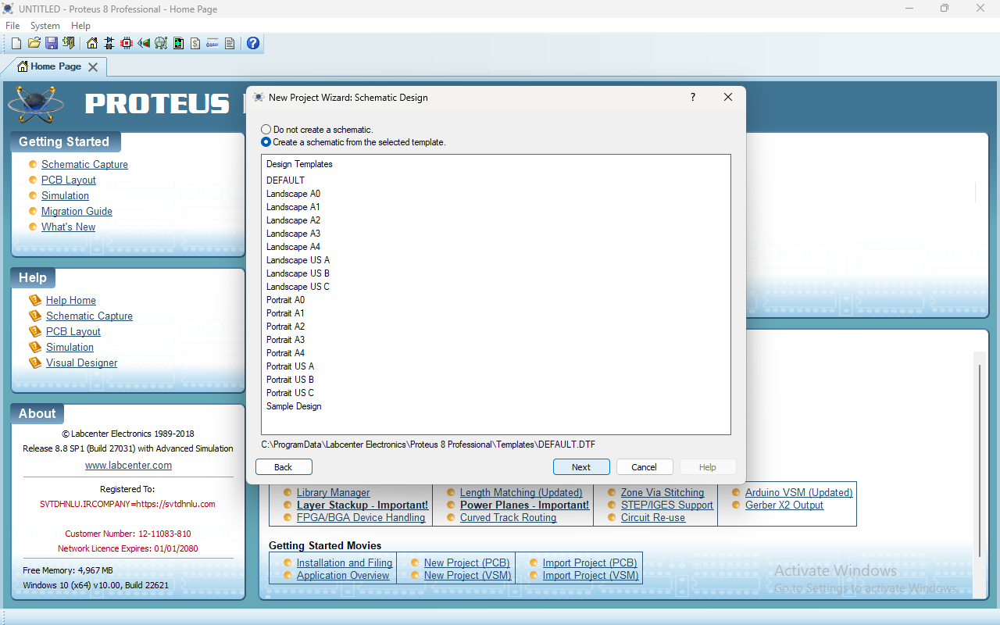 UNTITLED - Proteus 8 Professional - Home Page
File System Help
Home Page
PROTEUS
New Project Wizard: Schematic Design
?
Do not create a schematic.
Create a schematic from the selected template.
Design Templates
DEFAULT
Landscape A0
Landscape A1
Landscape A2
Landscape A3
Landscape A4
Landscape US A
Landscape US B
Landscape US C
Portrait A0
Portrait A1
Portrait A2
Portrait A3
Portrait A4
Portrait US A
Portrait US B
Portrait US C
Sample Design
C:\ProgramData\Labcenter Electronics\Proteus 8 Professional\Templates\DEFAULT.DTF
Back Next Cancel Help
Getting Started
Schematic Capture
PCB Layout
Simulation
Migration Guide
What's New
Help
Help Home
Schematic Capture
PCB Layout
Simulation
Visual Designer
About
© Labcenter Electronics 1989-2018
Release 8.8 SP1 (Build 27031) with Advanced Simulation
www.labcenter.com
Registered To:
SVTDHNLU.IRCOMPANY=https://svtdhnlu.com
Customer Number: 12-11083-810
Network Licence Expires: 01/01/2080
Free Memory: 4,967 MB
Windows 10 (x64) v10.00, Build 22621
Library Manager Length Matching (Updated) Zone Via Stitching Arduino VSM (Updated)
Layer Stackup - Important! Power Planes - Important! STEP/IGES Support Gerber X2 Output
FPGA/BGA Device Handling Curved Track Routing Circuit Re-use
Getting Started Movies
Installation and Filing New Project (PCB) Import Project (PCB)
Application Overview New Project (VSM) Import Project (VSM)
Activate Windows
Go to Settings to activate Windows.